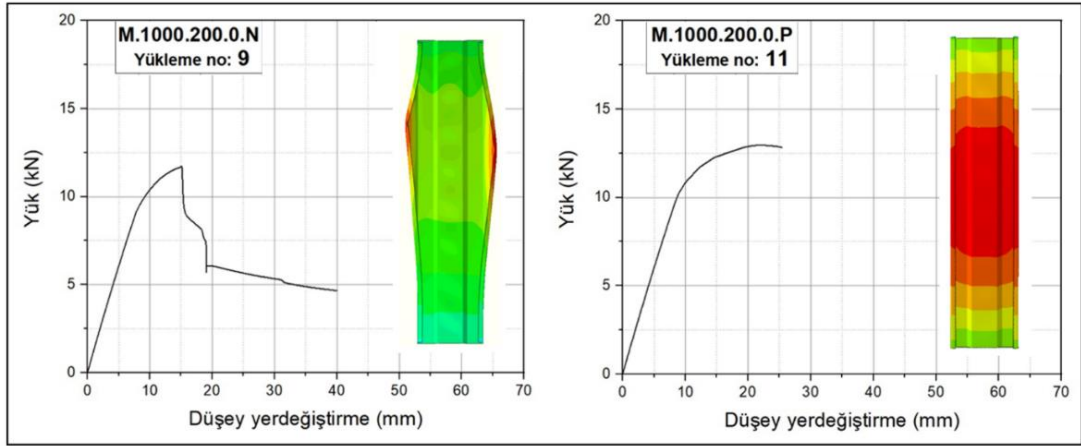 M.1000.200.0.N
Yükleme no: 9
20
15
10
5
0
Yük (kN)
0 10 20 30 40 50 60 70
Düşey yerdeğiştirme (mm)
M.1000.200.0.P
Yükleme no: 11
20
15
10
5
0
Yük (kN)
0 10 20 30 40 50 60 70
Düşey yerdeğiştirme (mm)